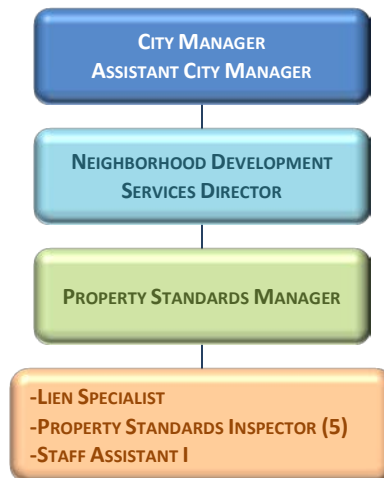 CITY MANAGER
ASSISTANT CITY MANAGER
NEIGHBORHOOD DEVELOPMENT
SERVICES DIRECTOR
PROPERTY STANDARDS MANAGER
-LIEN SPECIALIST
-PROPERTY STANDARDS INSPECTOR (5)
-STAFF ASSISTANT I